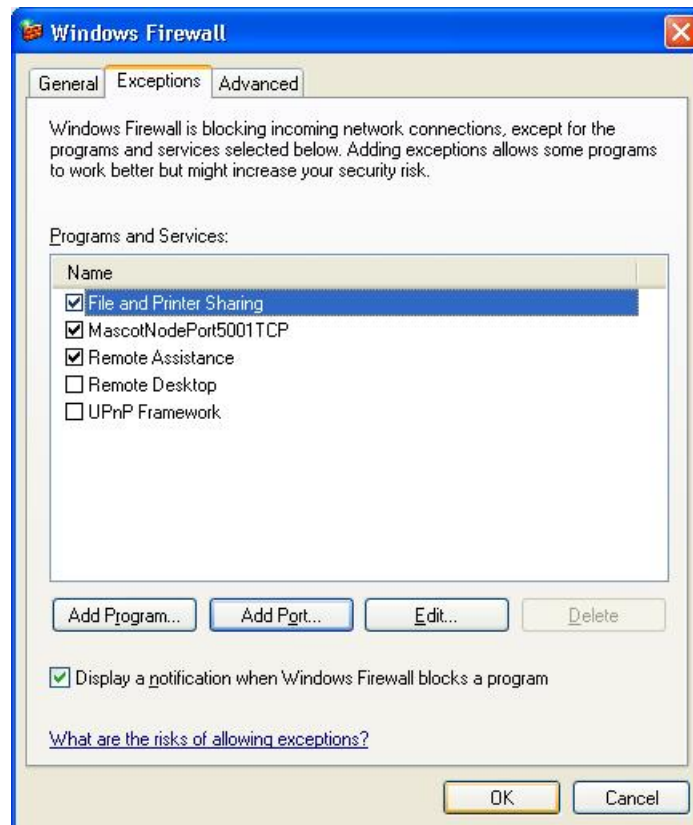 Windows Firewall
General Exceptions Advanced
Windows Firewall is blocking incoming network connections, except for the
programs and services selected below. Adding exceptions allows some programs
to work better but might increase your security risk.
Programs and Services:
Name
File and Printer Sharing
MascotNodePort5001TCP
Remote Assistance
Remote Desktop
UPnP Framework
Add Program... Add Port... Edit... Delete
Display a notification when Windows Firewall blocks a program
What are the risks of allowing exceptions?
OK Cancel